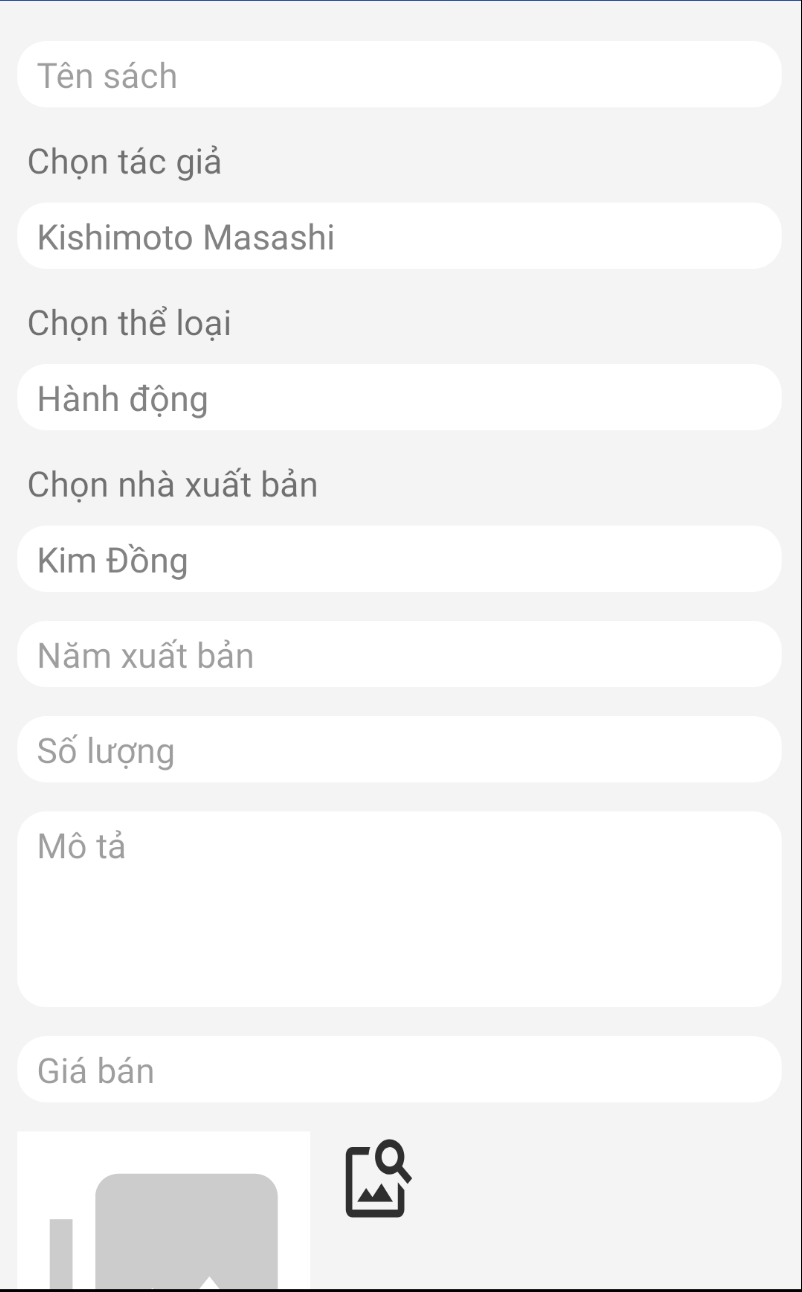 Tên sách
Chọn tác giả
Kishimoto Masashi
Chọn thể loại
Hành động
Chọn nhà xuất bản
Kim Đồng
Năm xuất bản
Số lượng
Mô tả
Giá bán